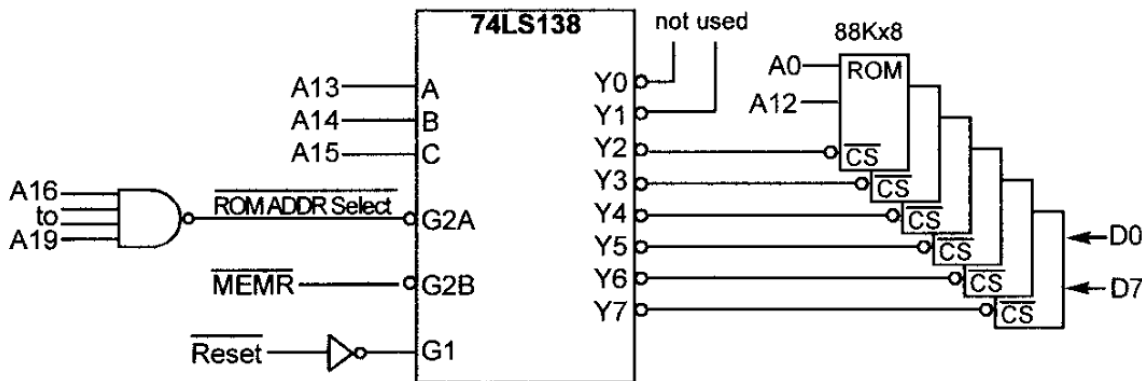 74LS138
not used
88Kx8
A13
A
A14
B
A15
C
A16
to
A19
ROM ADDR Select
G2A
MEMR
G2B
Reset
G1
Y0
Y1
Y2
Y3
Y4
Y5
Y6
Y7
A0
ROM
A12
CS
CS
CS
CS
CS
CS
D0
D7